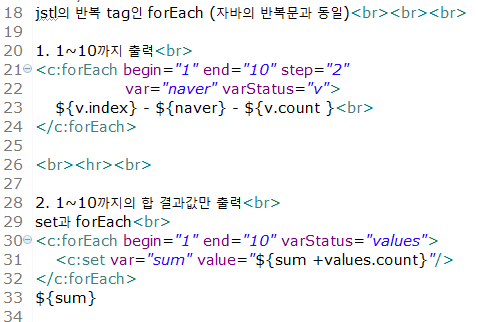 18 jstl의 반복 tag인 forEach (자바의 반복문과 동일)<br><br><br>
19
20 1. 1~10까지 출력<br>
21 <c:forEach begin="1" end="10" step="2"
22 var="naver" varStatus="v">
23 ${v.index} - ${naver} - ${v.count }<br>
24 </c:forEach>
25
26 <br><hr><br>
27
28 2. 1~10까지의 합 결과값만 출력<br>
29 set과 forEach<br>
30 <c:forEach begin="1" end="10" varStatus="values">
31 <c:set var="sum" value="${sum +values.count}"/>
32 </c:forEach>
33 ${sum}
34